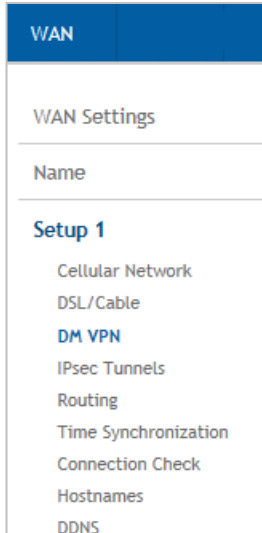 WAN
WAN Settings
Name
Setup 1
Cellular Network
DSL/Cable
DM VPN
IPsec Tunnels
Routing
Time Synchronization
Connection Check
Hostnames
DDNS